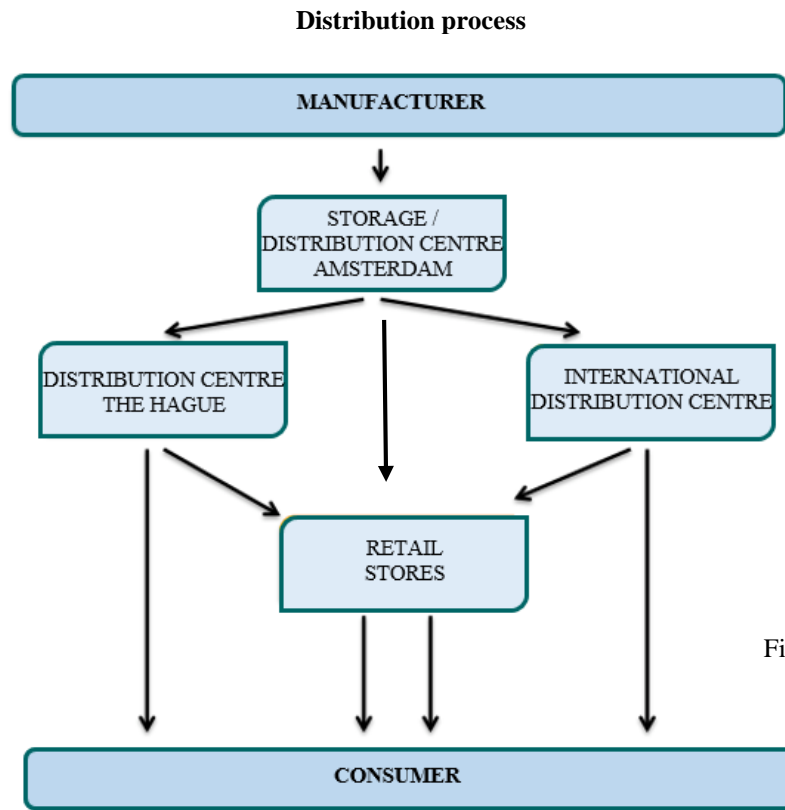 Distribution process
MANUFACTURER
STORAGE /
DISTRIBUTION CENTRE
AMSTERDAM
DISTRIBUTION CENTRE
THE HAGUE
INTERNATIONAL
DISTRIBUTION CENTRE
RETAIL
STORES
Fi
CONSUMER